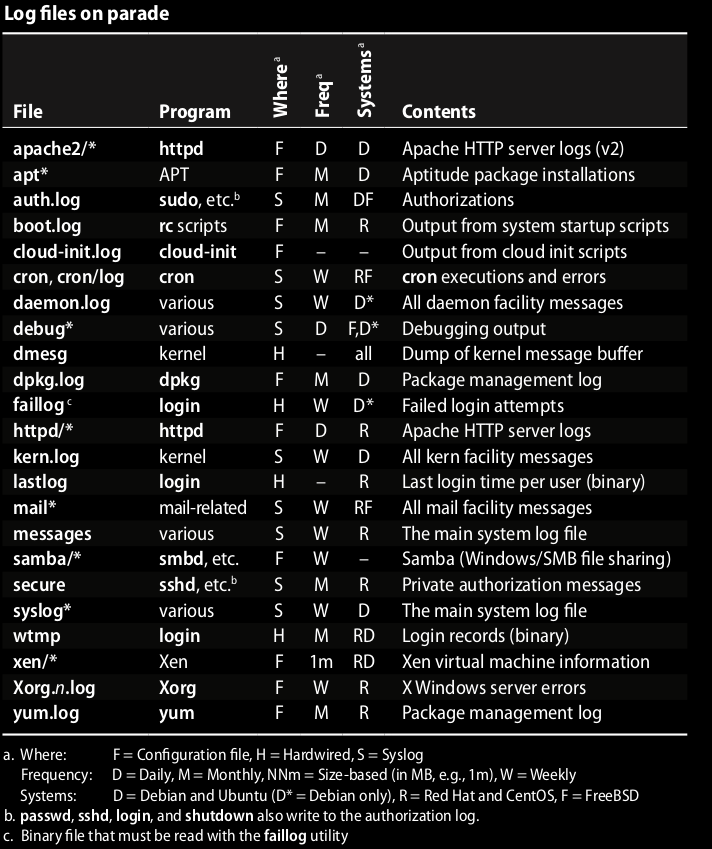 Log files on parade
File Program Where a Freq a Systems a Contents
apache2/* httpd F D D Apache HTTP server logs (v2)
apt* APT F M D Aptitude package installations
auth.log sudo, etc.b S M DF Authorizations
boot.log rc scripts F M R Output from system startup scripts
cloud-init.log cloud-init F – – Output from cloud init scripts
cron, cron/log cron S W RF cron executions and errors
daemon.log various S W D* All daemon facility messages
debug* various S D F,D* Debugging output
dmesg kernel H – all Dump of kernel message buffer
dpkg.log dpkg F M D Package management log
faillog c login H W D* Failed login attempts
httpd/* httpd F D R Apache HTTP server logs
kern.log kernel S W D All kern facility messages
lastlog login H – R Last login time per user (binary)
mail* mail-related S W RF All mail facility messages
messages various S W R The main system log file
samba/* smbd, etc. F W – Samba (Windows/SMB file sharing)
secure sshd, etc.b S M R Private authorization messages
syslog* various S W D The main system log file
wtmp login H M RD Login records (binary)
xen/* Xen F 1m RD Xen virtual machine information
Xorg.n.log Xorg F W R X Windows server errors
yum.log yum F M R Package management log
a. Where: F = Configuration file, H = Hardwired, S = Syslog
Frequency: D = Daily, M = Monthly, NNm = Size-based (in MB, e.g., 1m), W = Weekly
Systems: D = Debian and Ubuntu (D* = Debian only), R = Red Hat and CentOS, F = FreeBSD
b. passwd, sshd, login, and shutdown also write to the authorization log.
c. Binary file that must be read with the faillog utility